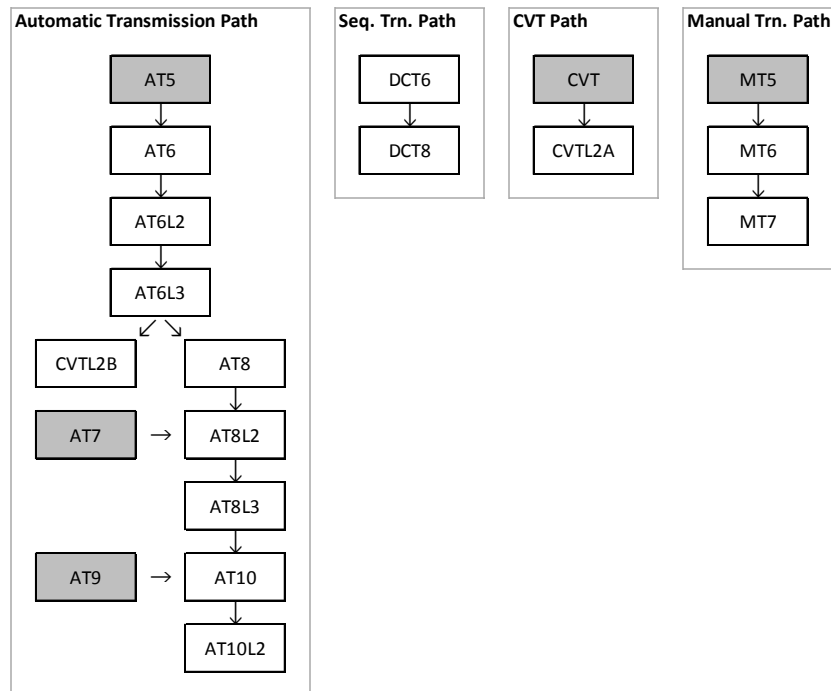 Automatic Transmission Path
AT5
AT6
AT6L2
AT6L3
CVTL2B
AT8
AT7
AT8L2
AT8L3
AT9
AT10
AT10L2
Seq. Trn. Path
DCT6
DCT8
CVT Path
CVT
CVTL2A
Manual Trn. Path
MT5
MT6
MT7